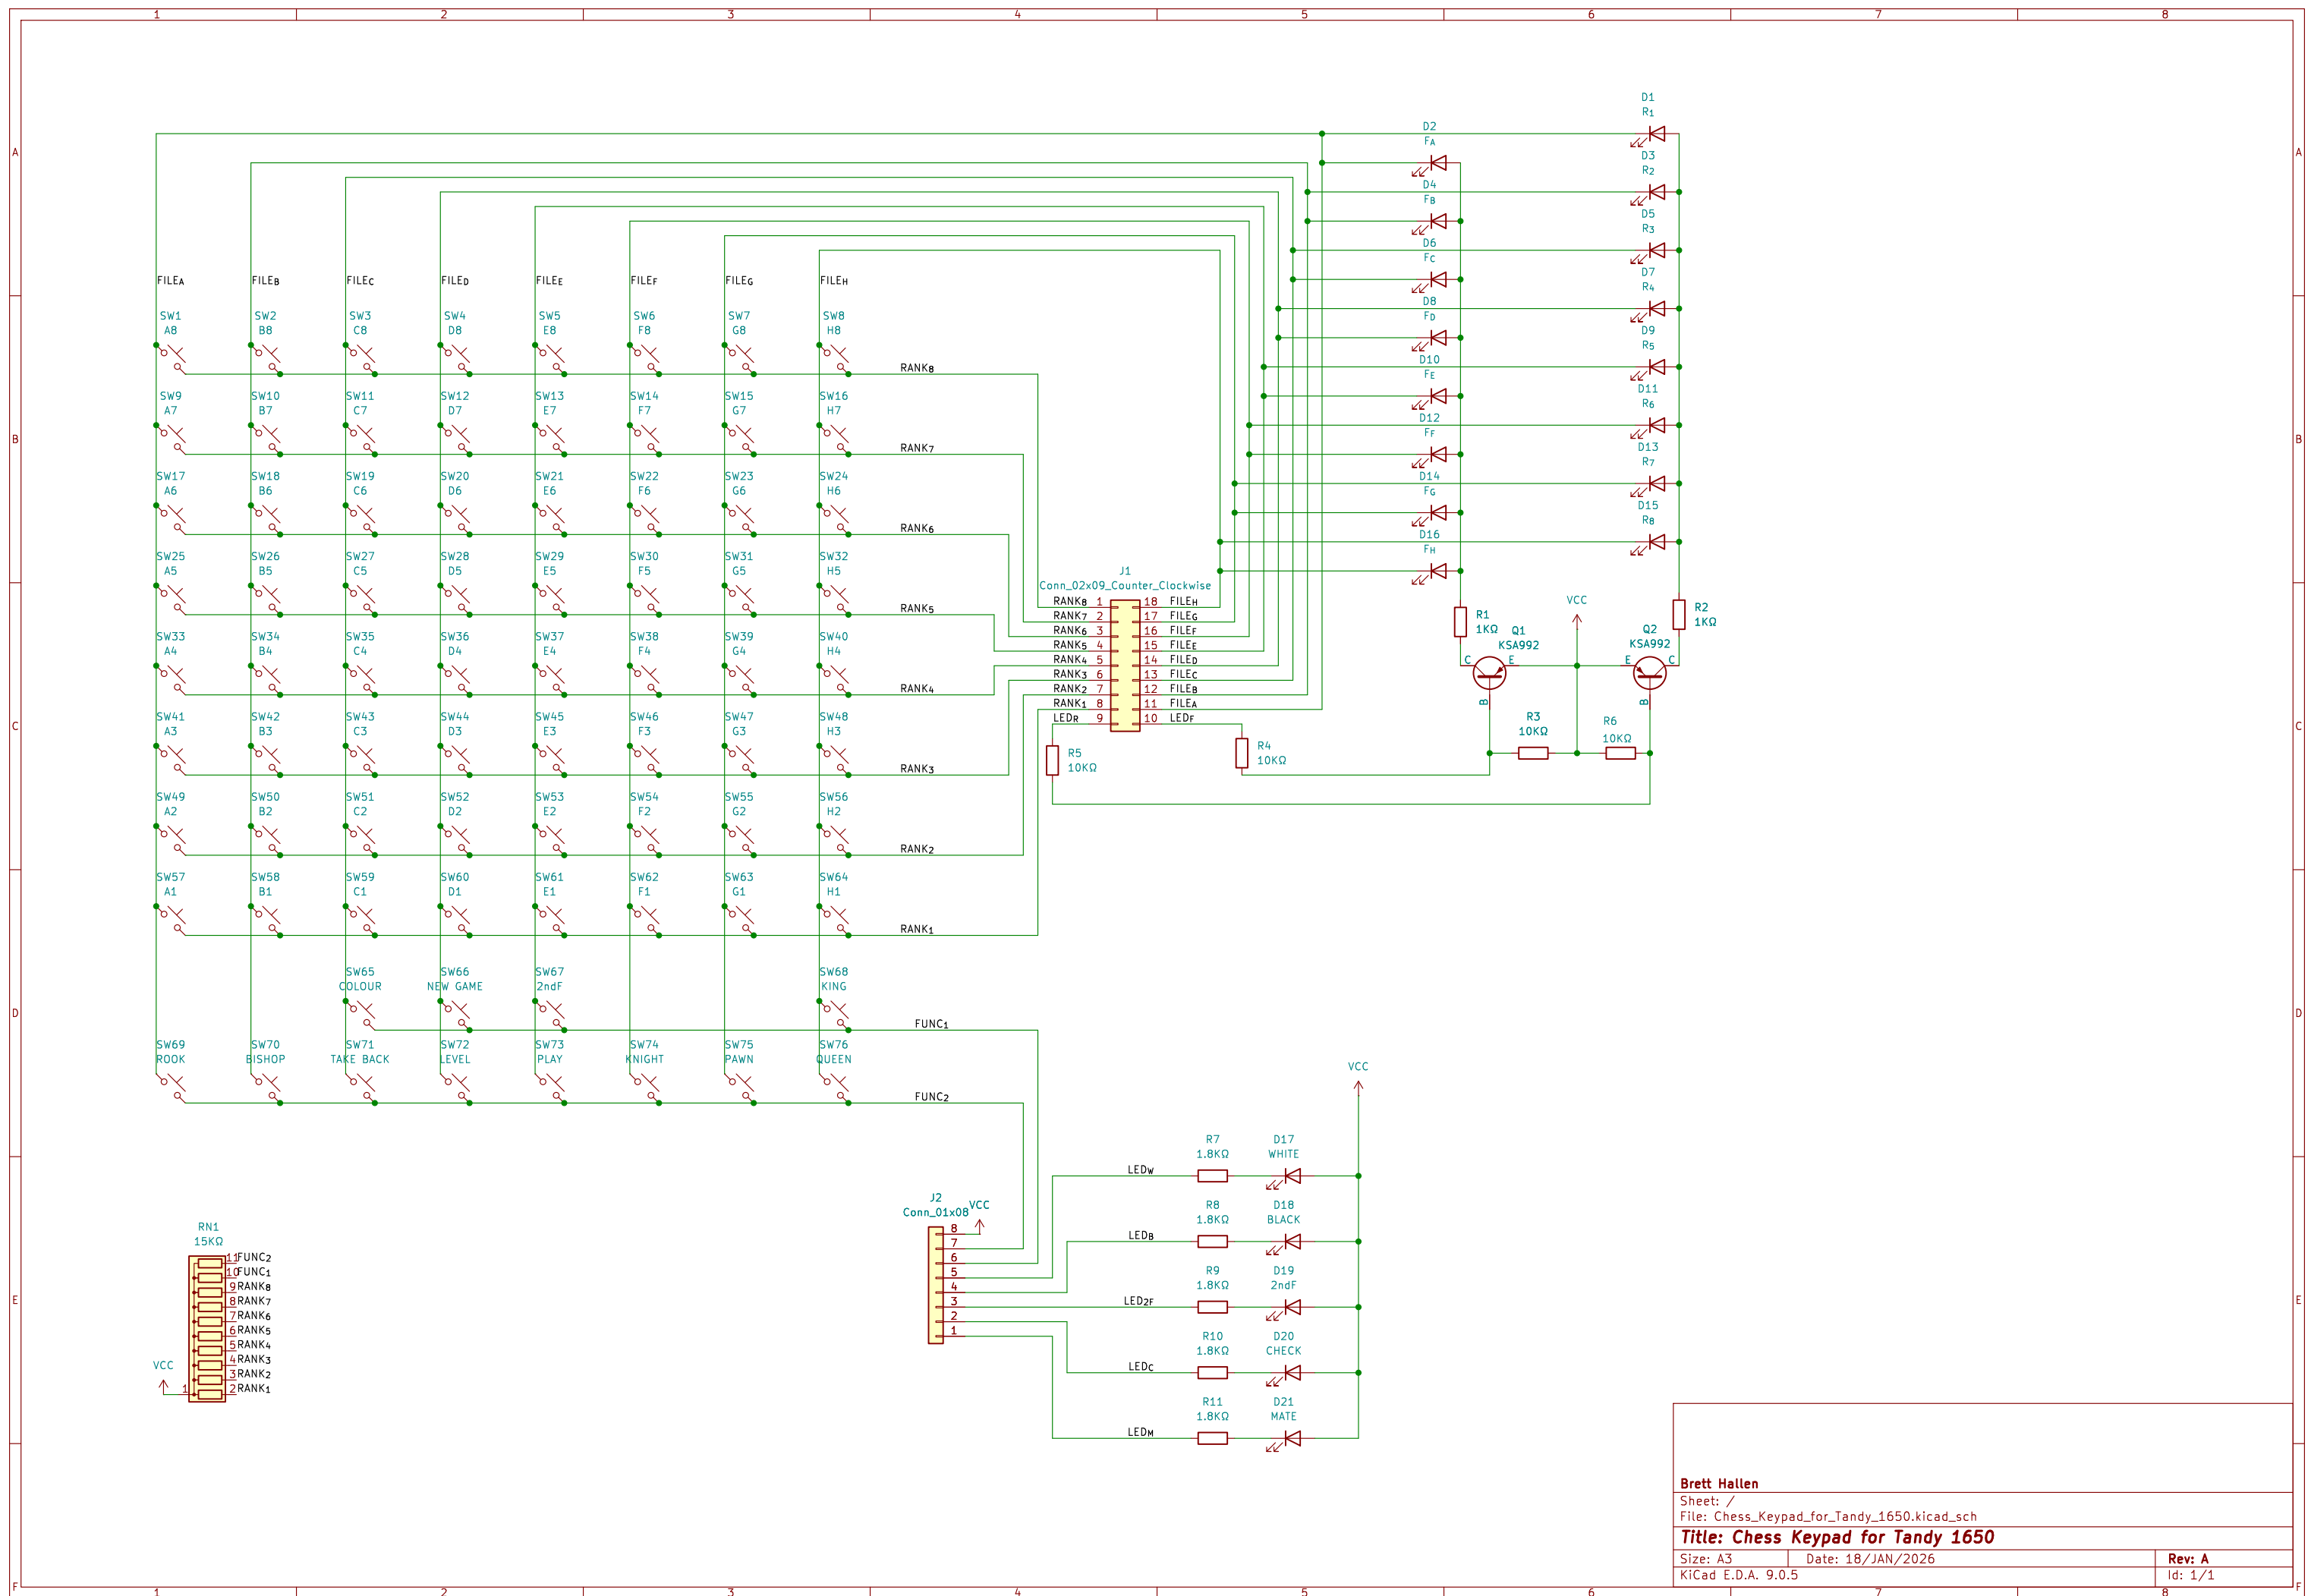 1 2 3 4 5 6 7 8
A A
B B
C C
D D
E E
F F
D1
R1
D2
FA
D3
R2
D4
FB
D5
R3
D6
FC
D7
R4
D8
FD
D9
R5
D10
FE
D11
R6
D12
FF
D13
R7
D14
FG
D15
R8
D16
FH
FILEA FILEB FILEC FILED FILEE FILEF FILEG FILEH
SW1 SW2 SW3 SW4 SW5 SW6 SW7 SW8
A8 B8 C8 D8 E8 F8 G8 H8
RANK8
SW9 SW10 SW11 SW12 SW13 SW14 SW15 SW16
A7 B7 C7 D7 E7 F7 G7 H7
RANK7
SW17 SW18 SW19 SW20 SW21 SW22 SW23 SW24
A6 B6 C6 D6 E6 F6 G6 H6
RANK6
SW25 SW26 SW27 SW28 SW29 SW30 SW31 SW32
A5 B5 C5 D5 E5 F5 G5 H5
RANK5
SW33 SW34 SW35 SW36 SW37 SW38 SW39 SW40
A4 B4 C4 D4 E4 F4 G4 H4
RANK4
SW41 SW42 SW43 SW44 SW45 SW46 SW47 SW48
A3 B3 C3 D3 E3 F3 G3 H3
RANK3
SW49 SW50 SW51 SW52 SW53 SW54 SW55 SW56
A2 B2 C2 D2 E2 F2 G2 H2
RANK2
SW57 SW58 SW59 SW60 SW61 SW62 SW63 SW64
A1 B1 C1 D1 E1 F1 G1 H1
RANK1
SW65 SW66 SW67 SW68
COLOUR NEW GAME 2ndF KING
FUNC1
SW69 SW70 SW71 SW72 SW73 SW74 SW75 SW76
ROOK BISHOP TAKE BACK LEVEL PLAY KNIGHT PAWN QUEEN
FUNC2
J1
Conn_02x09_Counter_Clockwise
RANK8 1 18 FILEH
RANK7 2 17 FILEG
RANK6 3 16 FILEF
RANK5 4 15 FILEE
RANK4 5 14 FILED
RANK3 6 13 FILEC
RANK2 7 12 FILEB
RANK1 8 11 FILEA
LEDR 9 10 LEDF
R5
10KΩ
R4
10KΩ
R1
1KΩ
Q1
KSA992
C E
B
VCC
R2
1KΩ
Q2
KSA992
E C
B
R3
10KΩ
R6
10KΩ
VCC
R7 D17
1.8KΩ WHITE
LEDW
R8 D18
1.8KΩ BLACK
LEDB
R9 D19
1.8KΩ 2ndF
LED2F
R10 D20
1.8KΩ CHECK
LEDC
R11 D21
1.8KΩ MATE
LEDM
J2
Conn_01x08
VCC
8
7
6
5
4
3
2
1
RN1
15KΩ
11 FUNC2
10 FUNC1
9 RANK8
8 RANK7
7 RANK6
6 RANK5
5 RANK4
4 RANK3
3 RANK2
VCC
1 2 RANK1
Brett Hallen
Sheet: /
File: Chess_Keypad_for_Tandy_1650.kicad_sch
Title: Chess Keypad for Tandy 1650
Size: A3 Date: 18/JAN/2026 Rev: A
KiCad E.D.A. 9.0.5 Id: 1/1
1 2 3 4 5 6 7 8